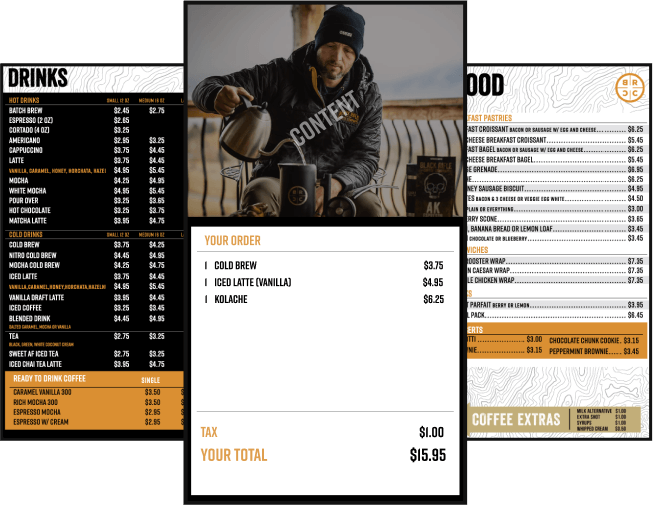 DRINKS
HOT DRINKS SMALL 12 OZ MEDIUM 16 OZ
BATCH BREW $2.45 $2.75
ESPRESSO (2 OZ) $2.65
CORTADO (4 OZ) $3.25
AMERICANO $2.95 $3.25
CAPPUCCINO $3.75 $4.45
LATTE $3.75 $4.45
VANILLA, CARAMEL, HONEY, HORCHATA, HAZEL $4.95 $5.45
MOCHA $4.25 $4.95
WHITE MOCHA $4.95 $5.45
POUR OVER $3.25 $3.65
HOT CHOCOLATE $3.25 $3.75
MATCHA LATTE $3.95 $4.75
COLD DRINKS SMALL 12 OZ MEDIUM 16 OZ
COLD BREW $3.75 $4.25
NITRO COLD BREW $4.45 $4.95
MOCHA COLD BREW $4.25 $4.75
ICED LATTE $3.75 $4.45
VANILLA,CARAMEL,HONEY,HORCHATA,HAZELN $4.95 $5.45
VANILLA DRAFT LATTE $3.95 $4.45
ICED COFFEE $3.25 $3.45
BLENDED DRINK $4.45 $4.95
SALTED CARAMEL, MOCHA OR VANILLA
TEA $2.75 $3.25
BLACK, GREEN, WHITE COCONUT CREAM
SWEET AF ICED TEA $2.75 $3.25
ICED CHAI TEA LATTE $3.95 $4.75
READY TO DRINK COFFEE SINGLE
CARAMEL VANILLA 300 $3.50
RICH MOCHA 300 $3.50
ESPRESSO MOCHA $2.95
ESPRESSO W/ CREAM $2.95
CONTENT
BLACK RIFLE
AK
YOUR ORDER
1 COLD BREW $3.75
1 ICED LATTE (VANILLA) $4.95
1 KOLACHE $6.25
TAX $1.00
YOUR TOTAL $15.95
OOD
B R
C C
FAST PASTRIES
FAST CROISSANT BACON OR SAUSAGE W/ EGG AND CHEESE $6.25
CHEESE BREAKFAST CROISSANT $5.45
FAST BAGEL BACON OR SAUSAGE W/ EGG AND CHEESE $6.25
CHEESE BREAKFAST BAGEL $5.45
SE GRENADE $6.95
HE $6.25
NEY SAUSAGE BISCUIT $4.95
TES BACON & 3 CHEESE OR VEGGIE EGG WHITE $4.50
PLAIN OR EVERYTHING $3.00
ERRY SCONE $3.65
, BANANA BREAD OR LEMON LOAF $3.45
CHOCOLATE OR BLUEBERRY $3.45
WICHES
ROOSTER WRAP $7.35
N CAESAR WRAP $7.35
LE CHICKEN WRAP $7.35
KS
T PARFAIT BERRY OR LEMON $3.95
L PACK $6.45
ERTS
OTTI $3.00 CHOCOLATE CHUNK COOKIE $3.15
NIE $3.15 PEPPERMINT BROWNIE $3.45
COFFEE EXTRAS
MILK ALTERNATIVE $1.00
EXTRA SHOT $1.00
SYRUPS $1.00
WHIPPED CREAM $0.50